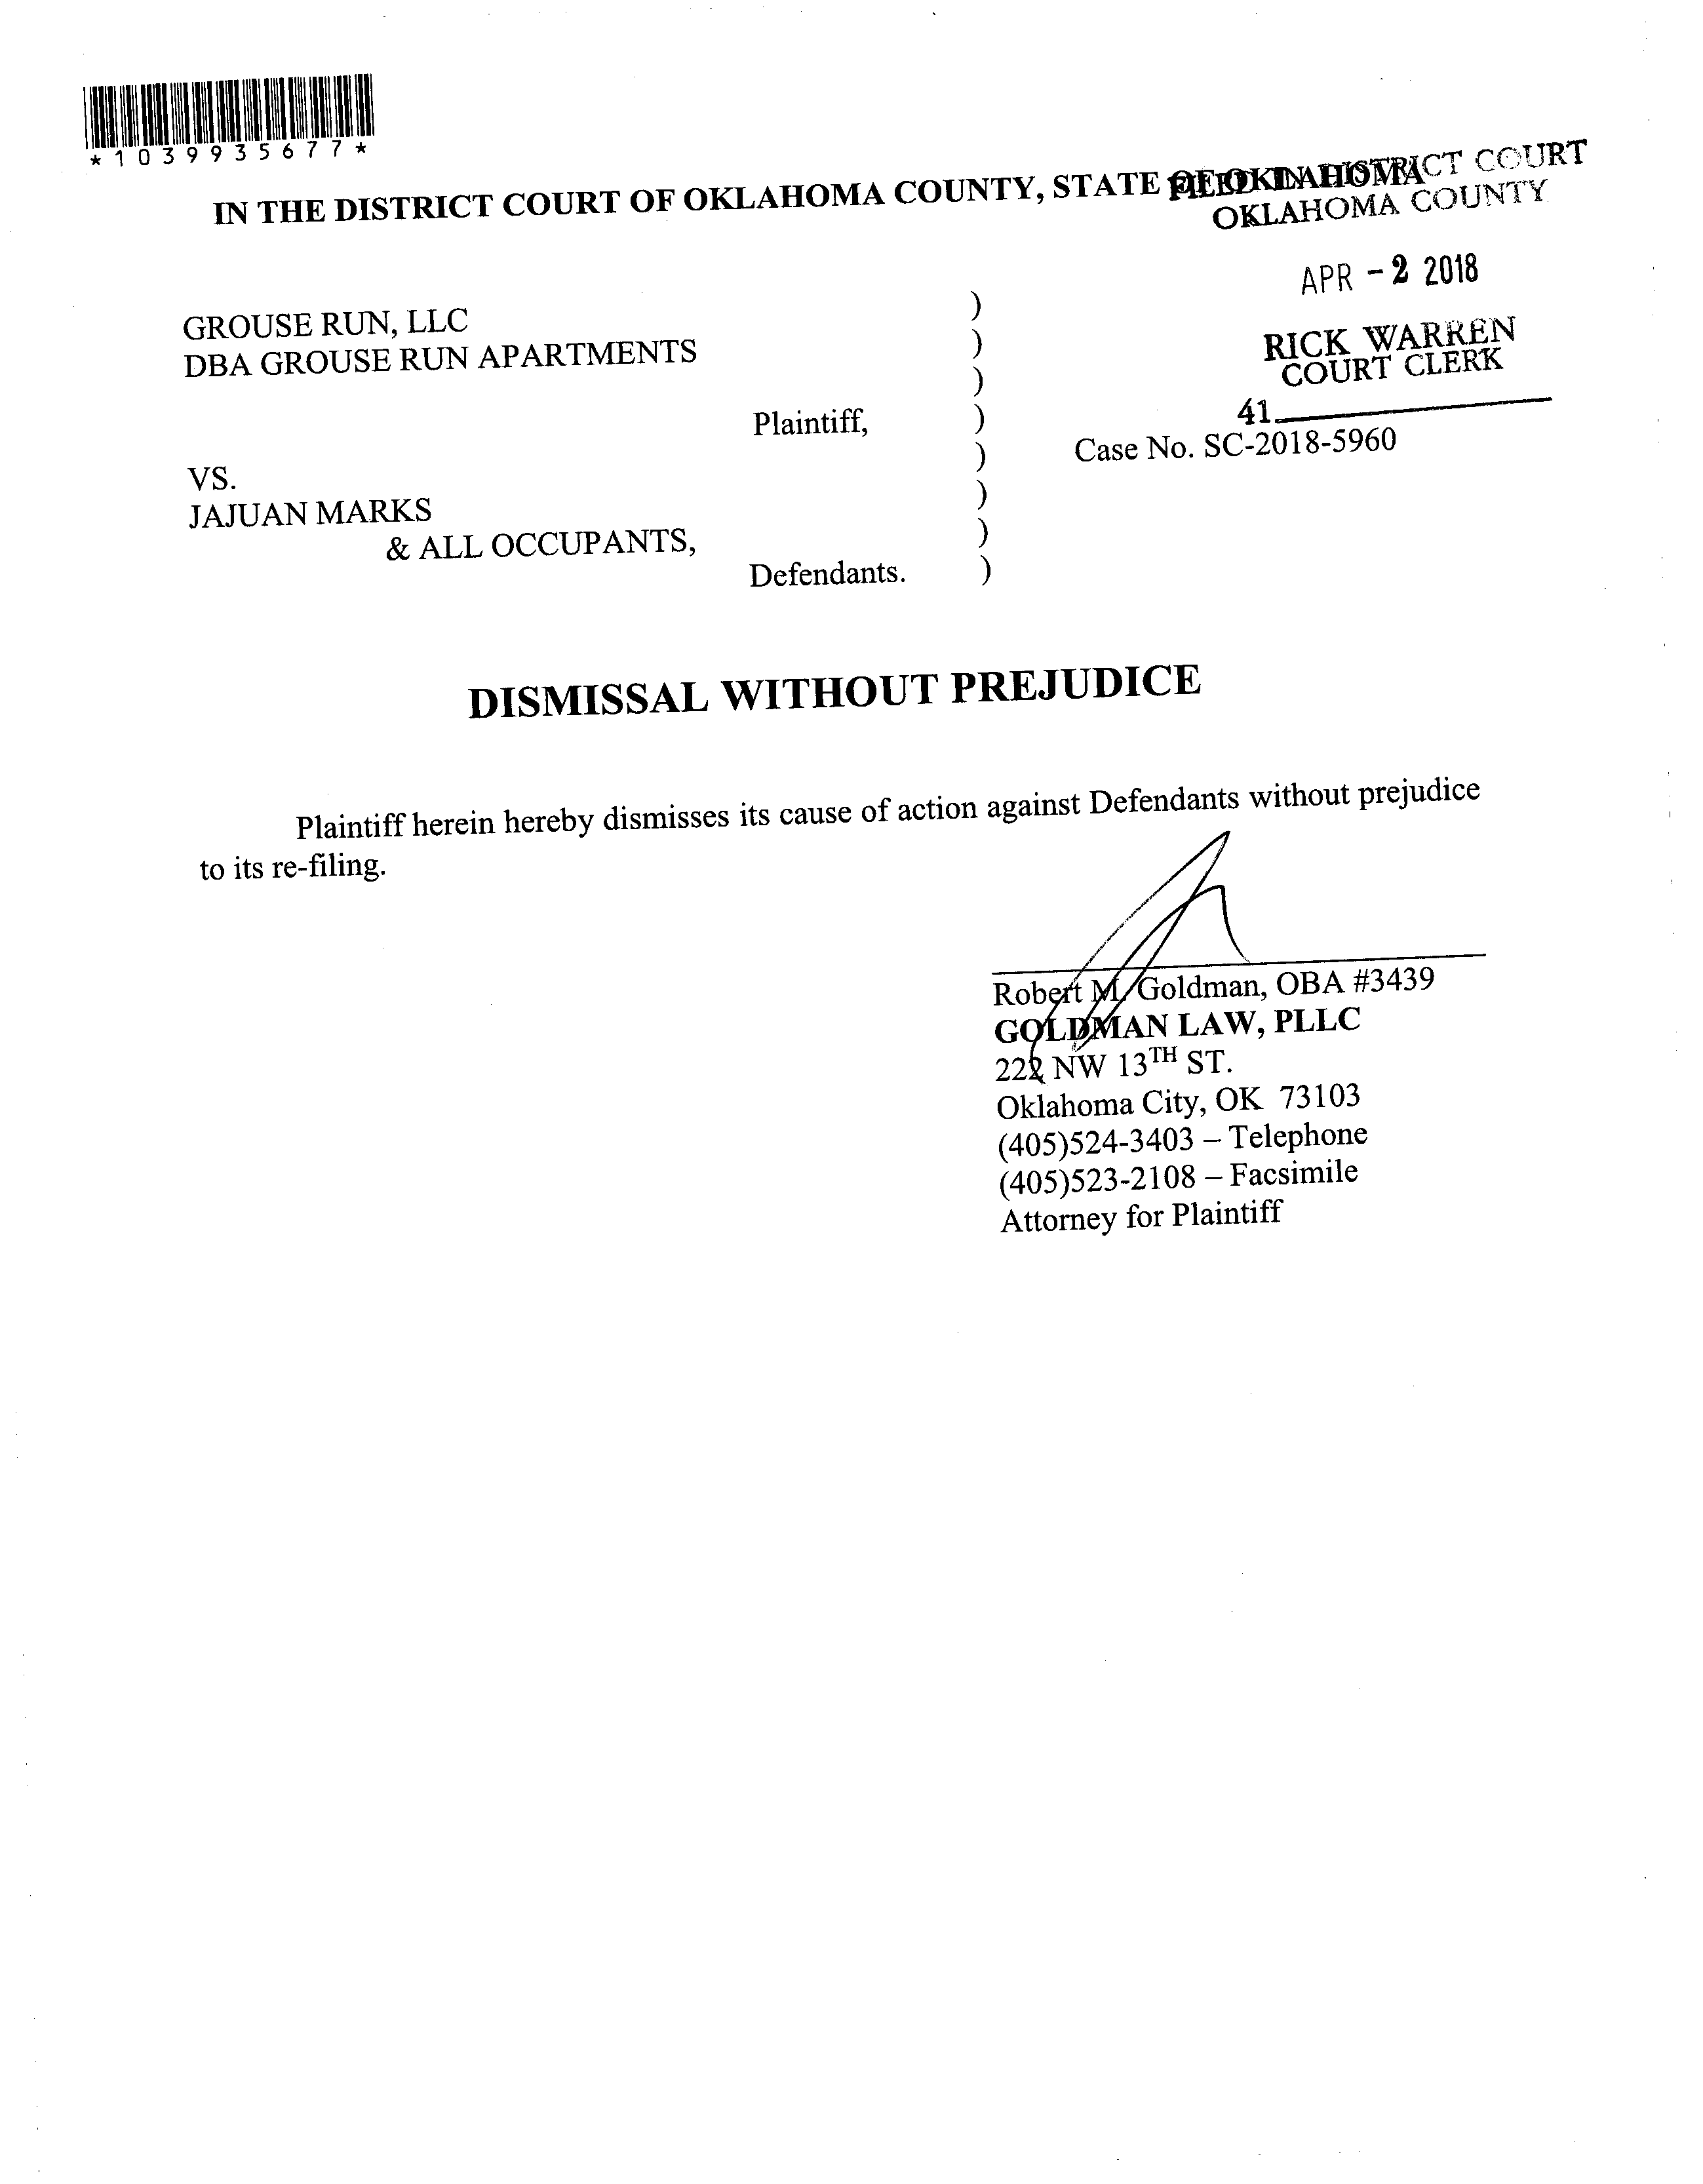 *1039935677*
IN THE DISTRICT COURT OF OKLAHOMA COUNTY, STATE OF OKLAHOMA
FILED IN DISTRICT COURT
OKLAHOMA COUNTY
APR - 2 2018
RICK WARREN
COURT CLERK
41
GROUSE RUN, LLC )
DBA GROUSE RUN APARTMENTS )
)
Plaintiff, ) Case No. SC-2018-5960
)
VS. )
JAJUAN MARKS )
& ALL OCCUPANTS, )
Defendants. )
DISMISSAL WITHOUT PREJUDICE
Plaintiff herein hereby dismisses its cause of action against Defendants without prejudice
to its re-filing.
Robert M. Goldman, OBA #3439
GOLDMAN LAW, PLLC
222 NW 13TH ST.
Oklahoma City, OK 73103
(405)524-3403 – Telephone
(405)523-2108 – Facsimile
Attorney for Plaintiff